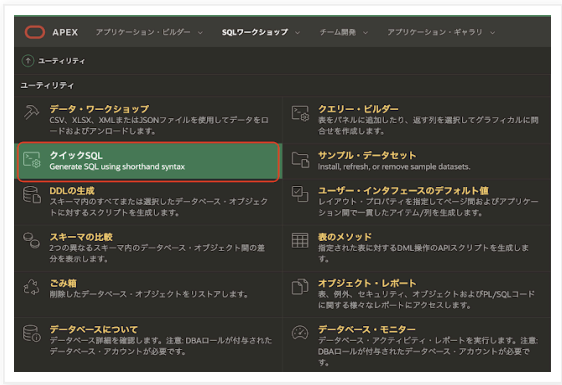 APEX アプリケーション・ビルダー SQLワークショップ チーム開発 アプリケーション・ギャラリ
ユーティリティ
ユーティリティ
データ・ワークショップ
CSV、XLSX、XMLまたはJSONファイルを使用してデータをロ
ードおよびアンロードします。
クエリー・ビルダー
表をパネルに追加したり、返す列を選択してグラフィカルに問
合せを作成します。
クイックSQL
Generate SQL using shorthand syntax
サンプル・データセット
Install, refresh, or remove sample datasets.
DDLの生成
スキーマ内のすべてまたは選択したデータベース・オブジェク
トに対するスクリプトを生成します。
ユーザー・インタフェースのデフォルト値
レイアウト・プロパティを指定してページ間およびアプリケー
ション間で一貫したアイテム/列を生成します。
スキーマの比較
2つの異なるスキーマ内のデータベース・オブジェクト間の差
分を表示します。
表のメソッド
指定された表に対するDML操作のAPIスクリプトを生成しま
す。
ごみ箱
削除したデータベース・オブジェクトをリストアします。
オブジェクト・レポート
表、例外、セキュリティ、オブジェクトおよびPL/SQLコード
に関する様々なレポートにアクセスします。
データベースについて
データベース詳細を確認します。注意: DBAロールが付与された
データベース・アカウントが必要です。
データベース・モニター
データベース・アクティビティ・レポートを実行します。注意:
DBAロールが付与されたデータベース・アカウントが必要で
す。